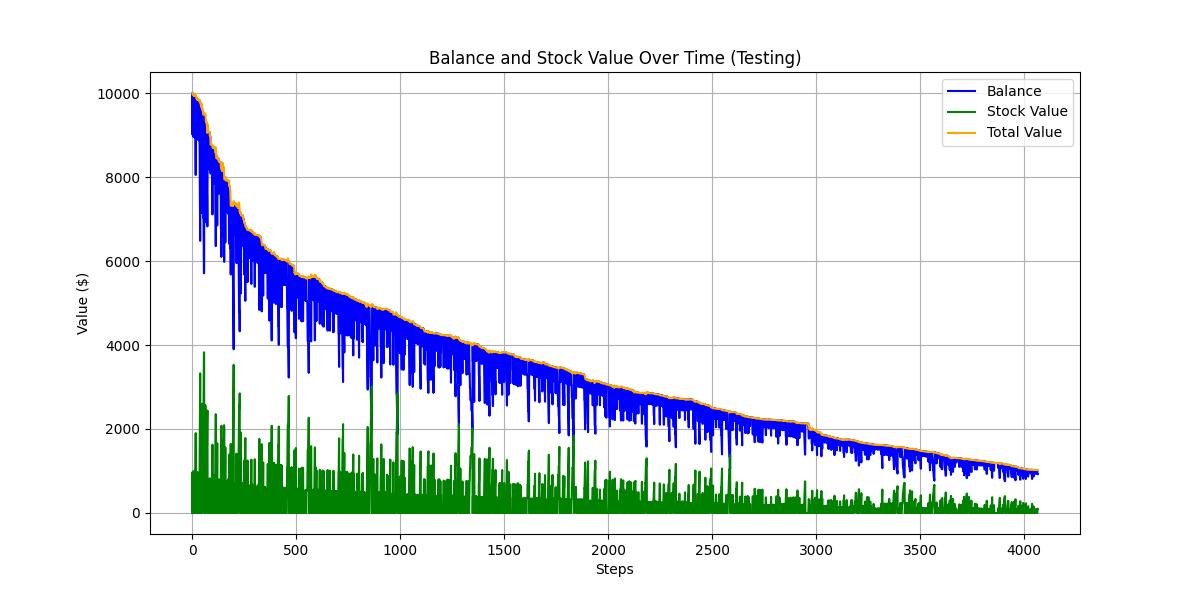 Balance and Stock Value Over Time (Testing)
Balance
Stock Value
Total Value
Value ($)
10000
8000
6000
4000
2000
0
0 500 1000 1500 2000 2500 3000 3500 4000
Steps